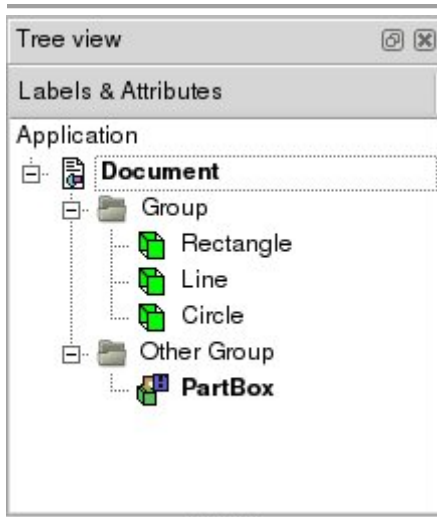 Tree view
Labels & Attributes
Application
Document
Group
Rectangle
Line
Circle
Other Group
PartBox